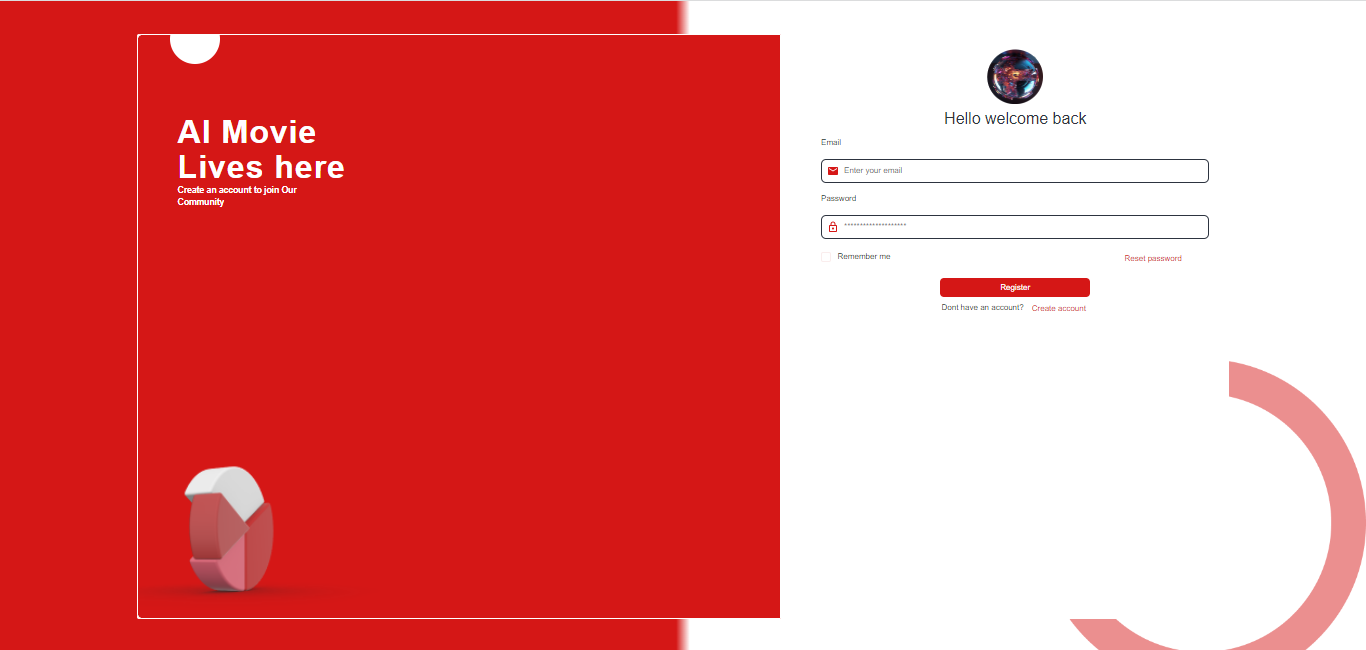 AI Movie
Lives here
Create an account to join Our
Community
Hello welcome back
Email
Enter your email
Password
********************
Remember me
Reset password
Register
Dont have an account? Create account